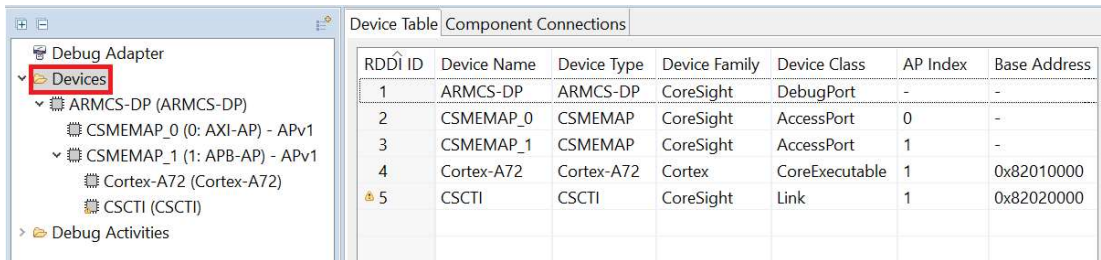 Debug Adapter
Devices
ARMCS-DP (ARMCS-DP)
CSMEMAP_0 (0: AXI-AP) - APv1
CSMEMAP_1 (1: APB-AP) - APv1
Cortex-A72 (Cortex-A72)
CSCTI (CSCTI)
Debug Activities
Device Table Component Connections
RDDI ID Device Name Device Type Device Family Device Class AP Index Base Address
1 ARMCS-DP ARMCS-DP CoreSight DebugPort - -
2 CSMEMAP_0 CSMEMAP CoreSight AccessPort 0 -
3 CSMEMAP_1 CSMEMAP CoreSight AccessPort 1 -
4 Cortex-A72 Cortex-A72 Cortex CoreExecutable 1 0x82010000
5 CSCTI CSCTI CoreSight Link 1 0x82020000